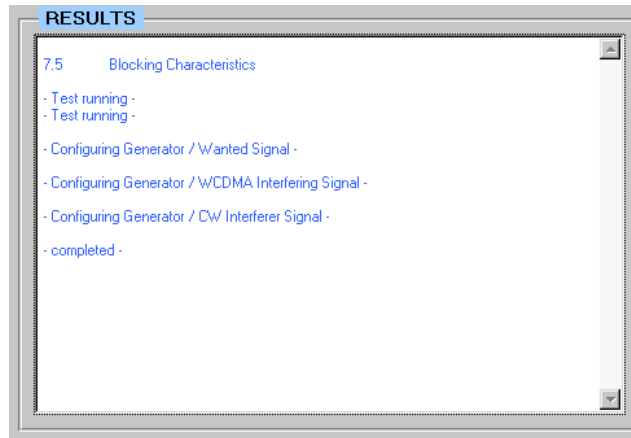 RESULTS
7.5 Blocking Characteristics
- Test running -
- Test running -
- Configuring Generator / Wanted Signal -
- Configuring Generator / WCDMA Interfering Signal -
- Configuring Generator / CW Interferer Signal -
- completed -